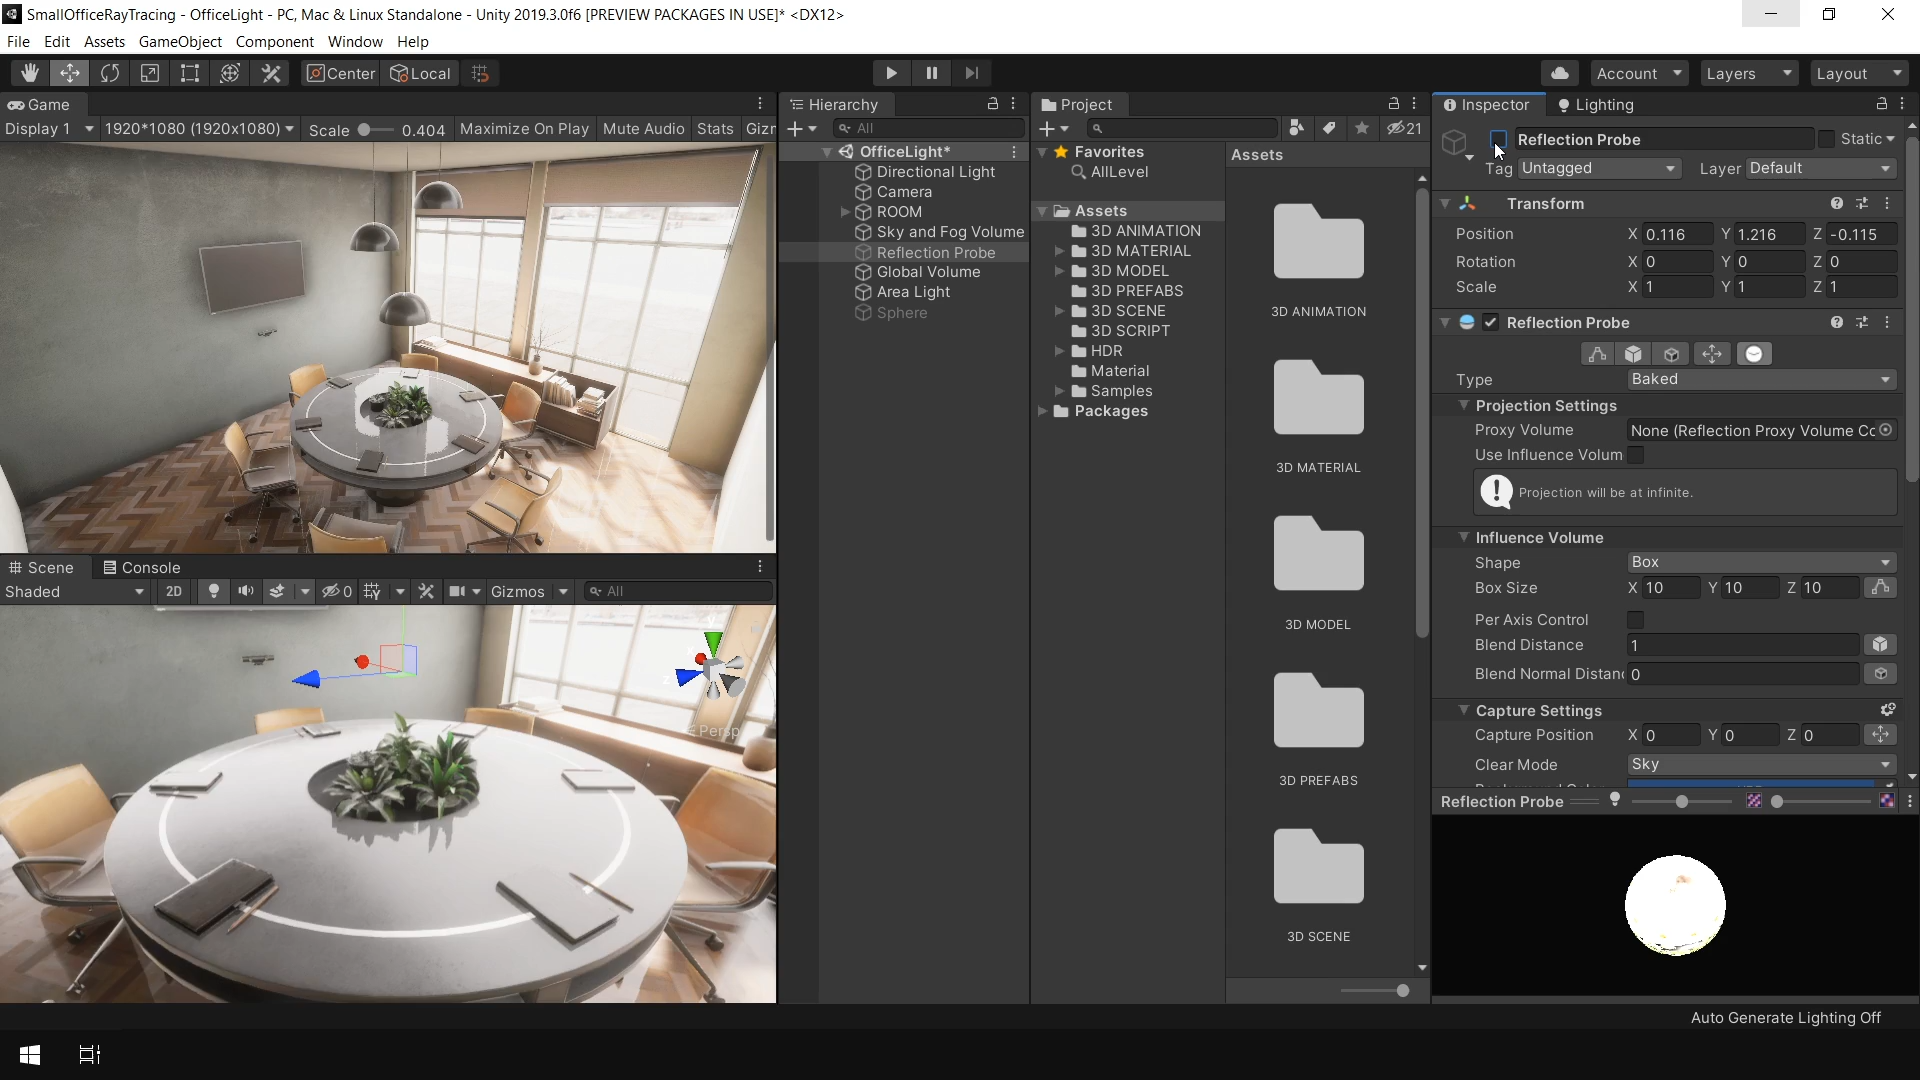 SmallOfficeRayTracing - OfficeLight - PC, Mac & Linux Standalone - Unity 2019.3.0f6 [PREVIEW PACKAGES IN USE]* <DX12>
File Edit Assets GameObject Component Window Help
Center Local Account Layers Layout
Game
Display 1 1920*1080 (1920x1080) Scale 0.404 Maximize On Play Mute Audio Stats Gizr
Scene Console
Shaded 2D 0 Gizmos All
Persp
y
z
Hierarchy
All
OfficeLight*
Directional Light
Camera
ROOM
Sky and Fog Volume
Reflection Probe
Global Volume
Area Light
Sphere
Project
21
Favorites
AllLevel
Assets
3D ANIMATION
3D MATERIAL
3D MODEL
3D PREFABS
3D SCENE
3D SCRIPT
HDR
Material
Samples
Packages
Assets
3D ANIMATION
3D MATERIAL
3D MODEL
3D PREFABS
3D SCENE
Inspector Lighting
Reflection Probe Static
Tag Untagged Layer Default
Transform
Position X 0.116 Y 1.216 Z -0.115
Rotation X 0 Y 0 Z 0
Scale X 1 Y 1 Z 1
Reflection Probe
Type Baked
Projection Settings
Proxy Volume None (Reflection Proxy Volume Cc
Use Influence Volum
Projection will be at infinite.
Influence Volume
Shape Box
Box Size X 10 Y 10 Z 10
Per Axis Control
Blend Distance 1
Blend Normal Distanc 0
Capture Settings
Capture Position X 0 Y 0 Z 0
Clear Mode Sky
Reflection Probe
Auto Generate Lighting Off